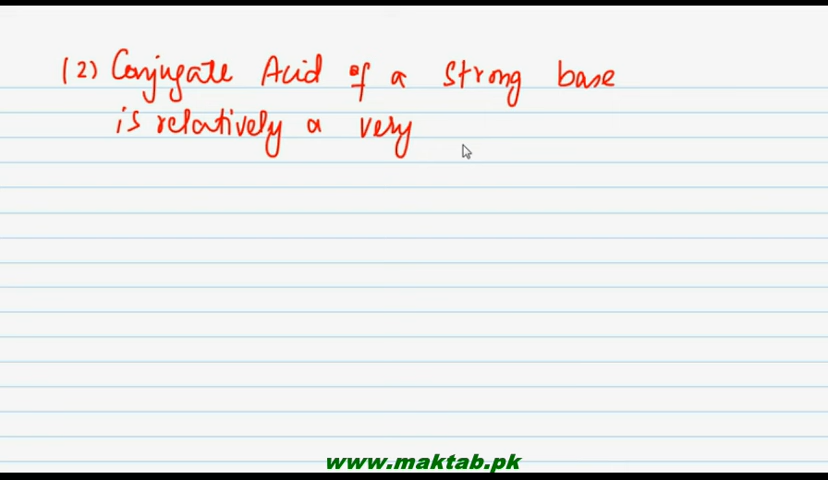 (2) Conjugate Acid of a strong base
is relatively a very
www.maktab.pk